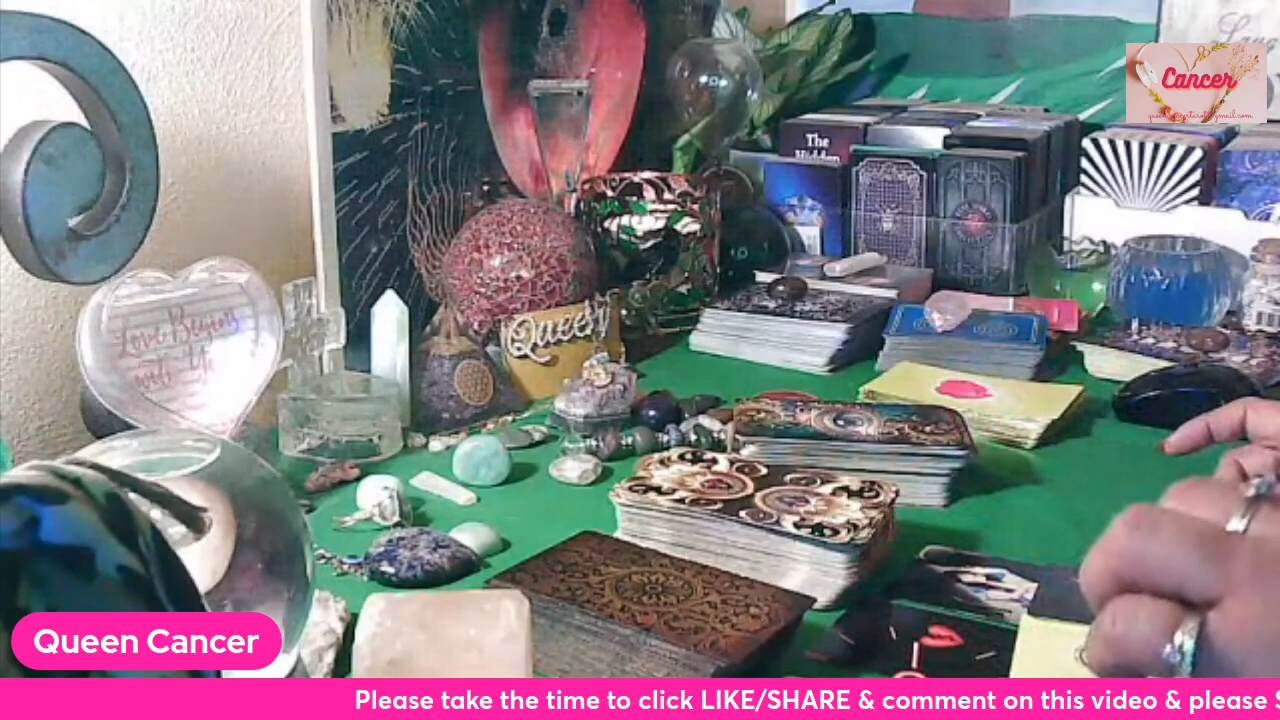 Cancer
The
Hidden
Love Begins
with Us
Queen
Queen Cancer
Please take the time to click LIKE/SHARE & comment on this video & please